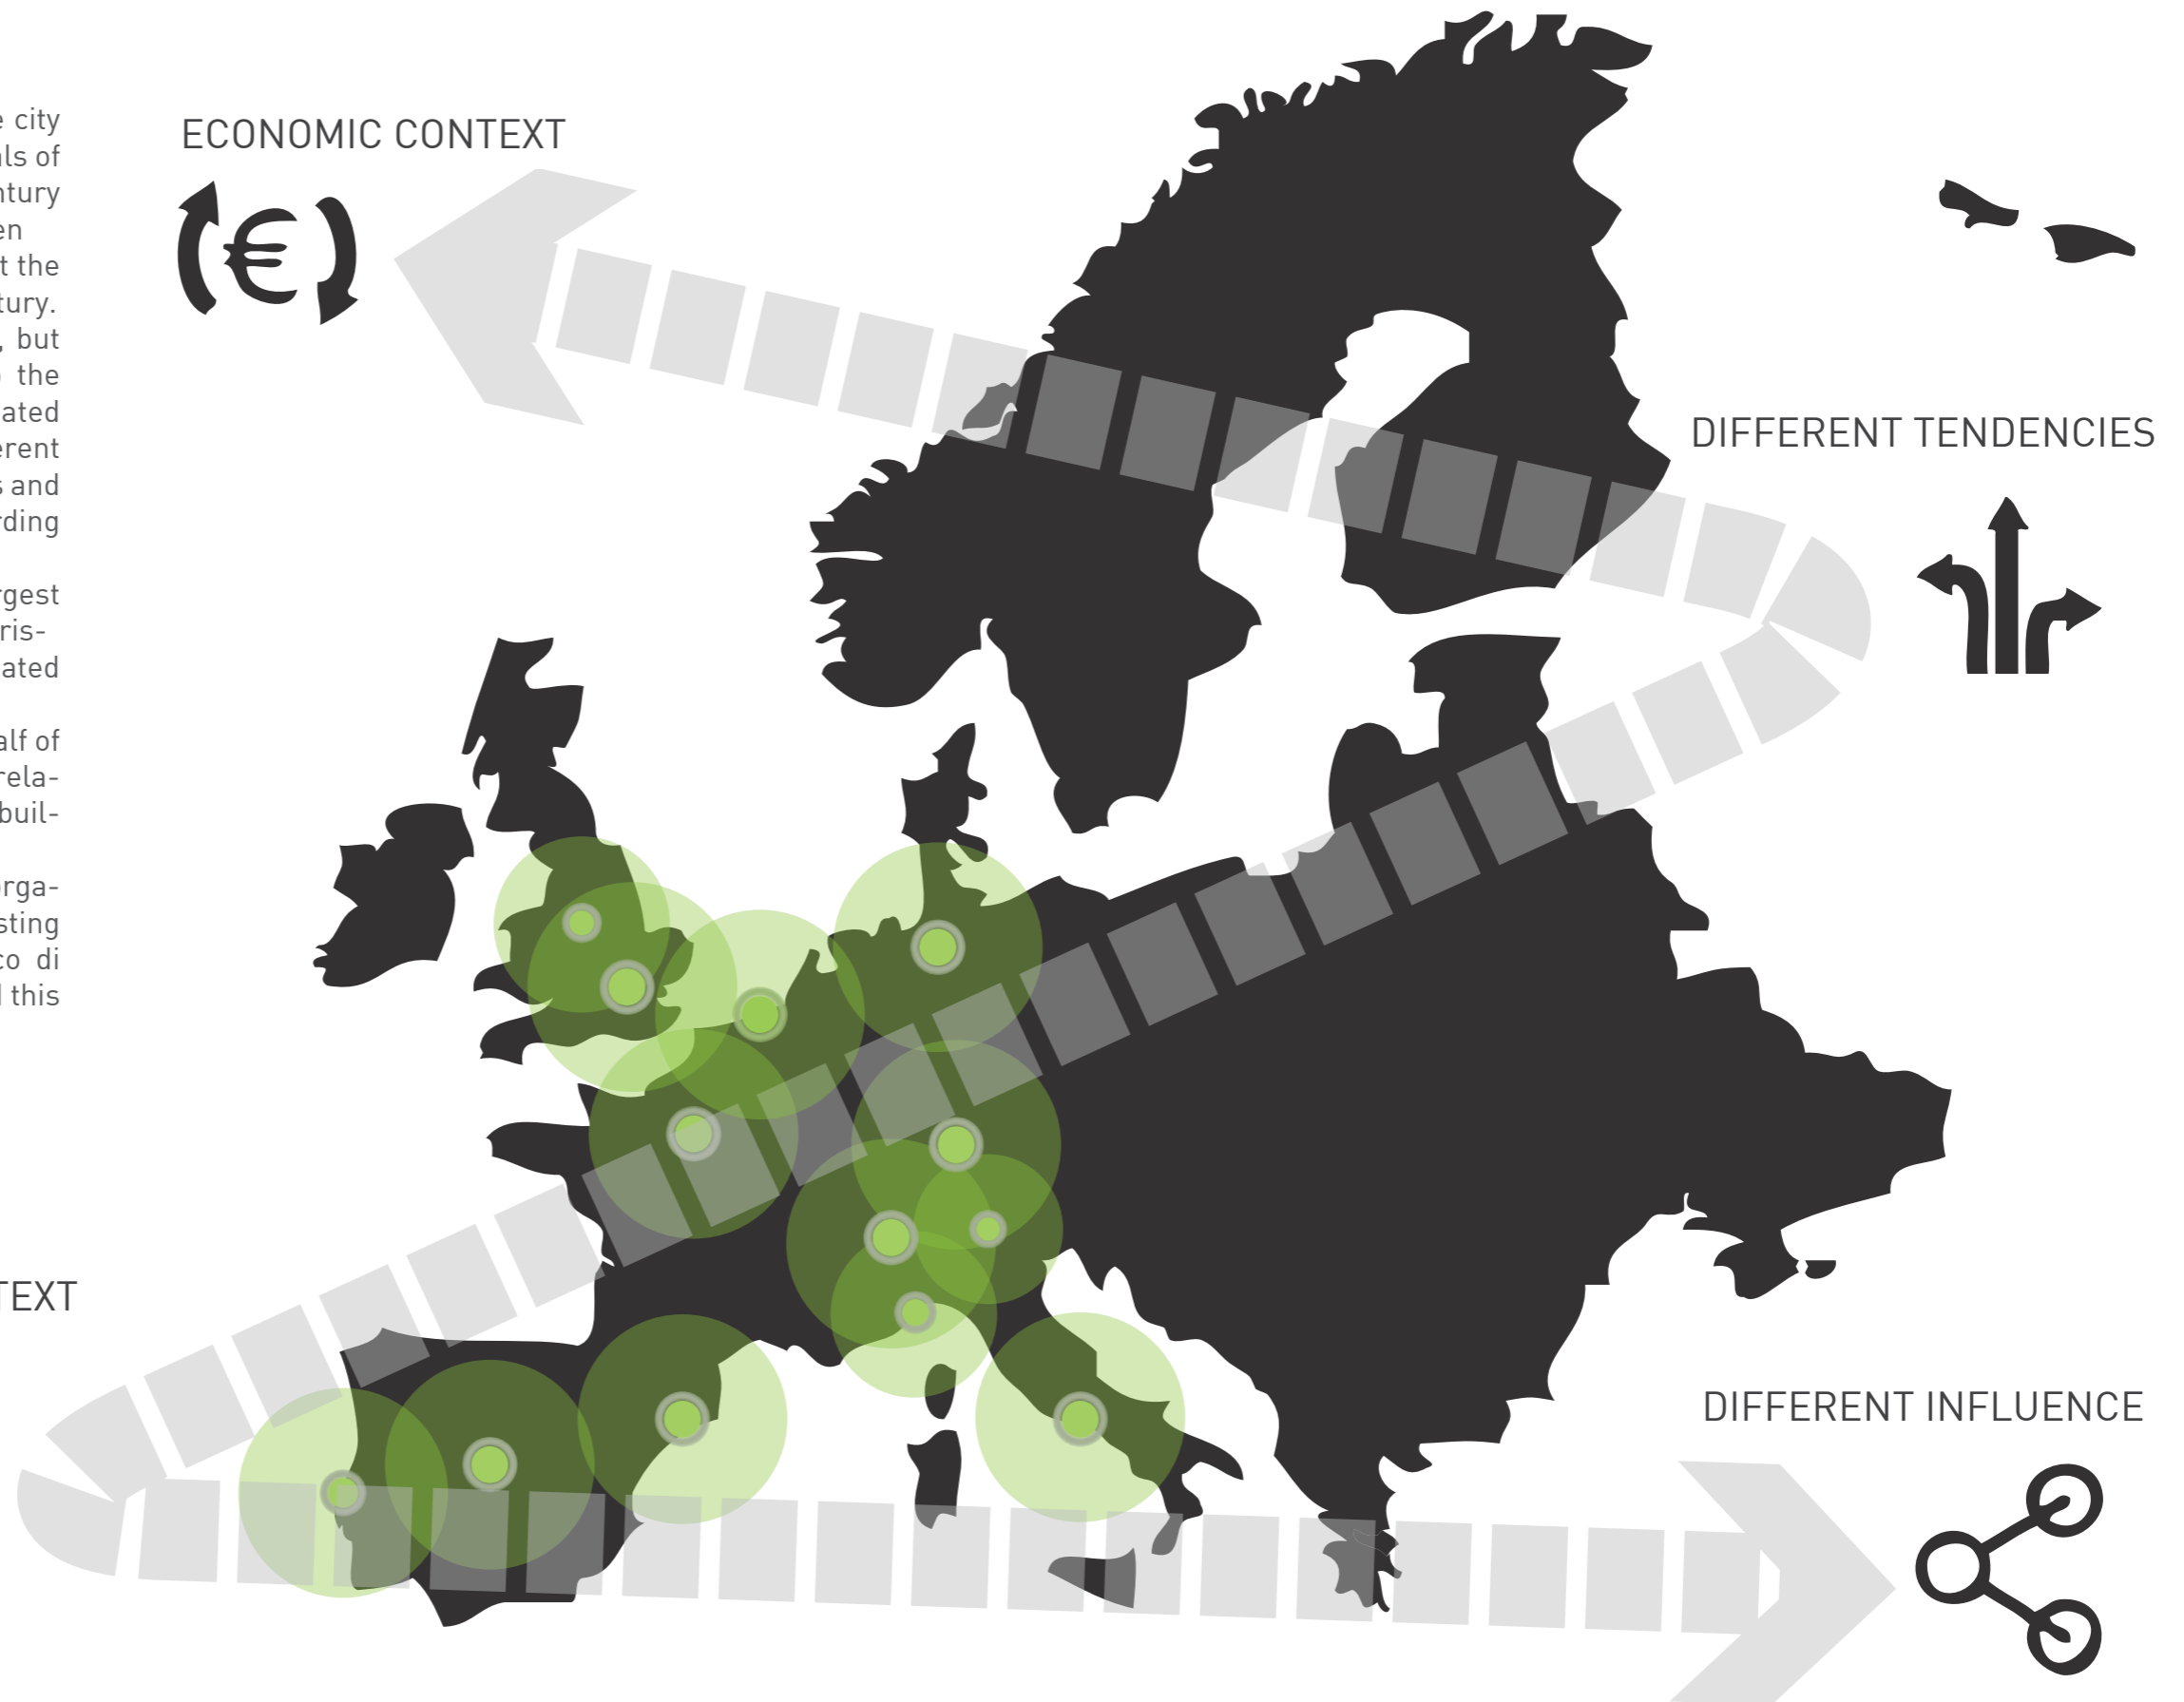 city
ls of
ntury
en
t the
tury.
, but
the
ated
erent
s and
rding
rgest
ris-
ated
alf of
rela-
buil-
orga-
sting
co di
this
ECONOMIC CONTEXT
€
DIFFERENT TENDENCIES
TEXT
DIFFERENT INFLUENCE